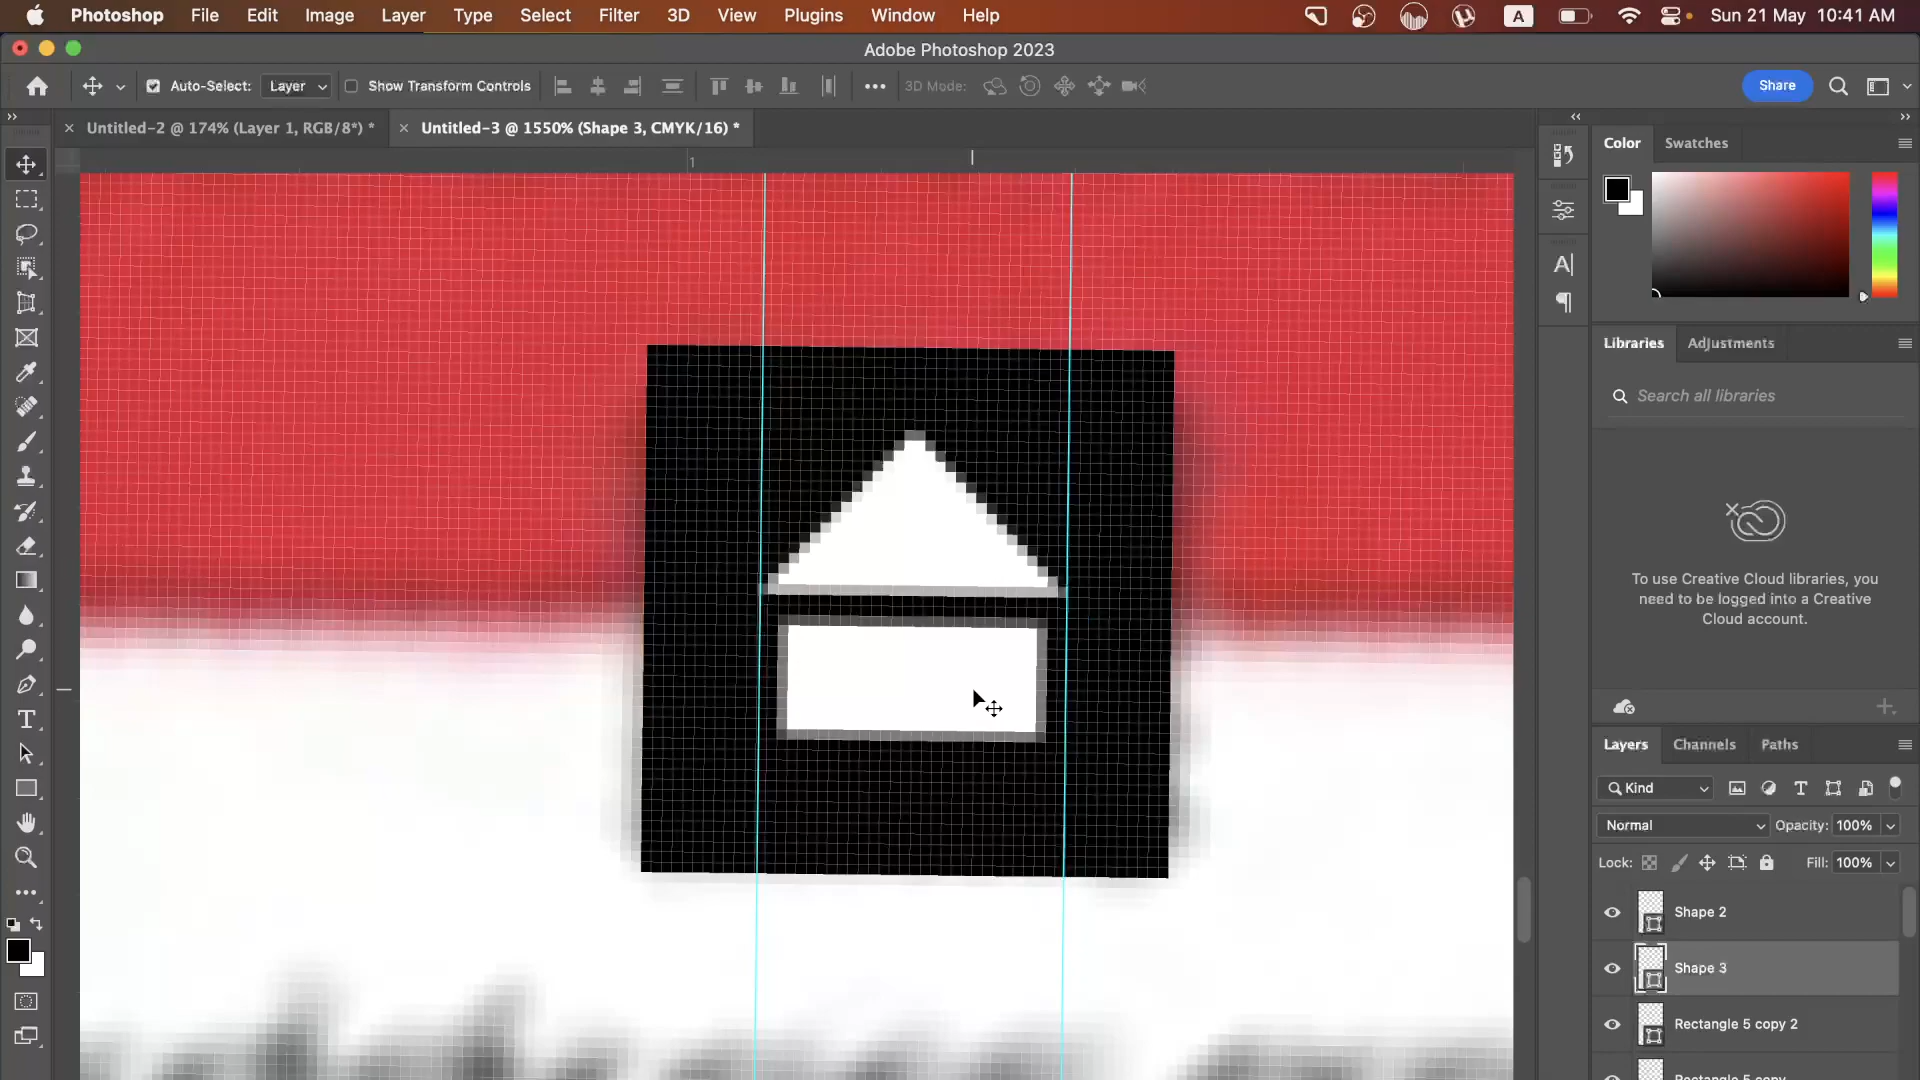 Photoshop File Edit Image Layer Type Select Filter 3D View Plugins Window Help A Sun 21 May 10:41 AM
Adobe Photoshop 2023
Auto-Select: Layer Show Transform Controls 3D Mode: Share
Untitled-2 @ 174% (Layer 1, RGB/8*) * Untitled-3 @ 1550% (Shape 3, CMYK/16) *
1
Color Swatches
Libraries Adjustments
Search all libraries
To use Creative Cloud libraries, you
need to be logged into a Creative
Cloud account.
Layers Channels Paths
Kind
Normal Opacity: 100%
Lock: Fill: 100%
Shape 2
Shape 3
Rectangle 5 copy 2
Rectangle 5 copy